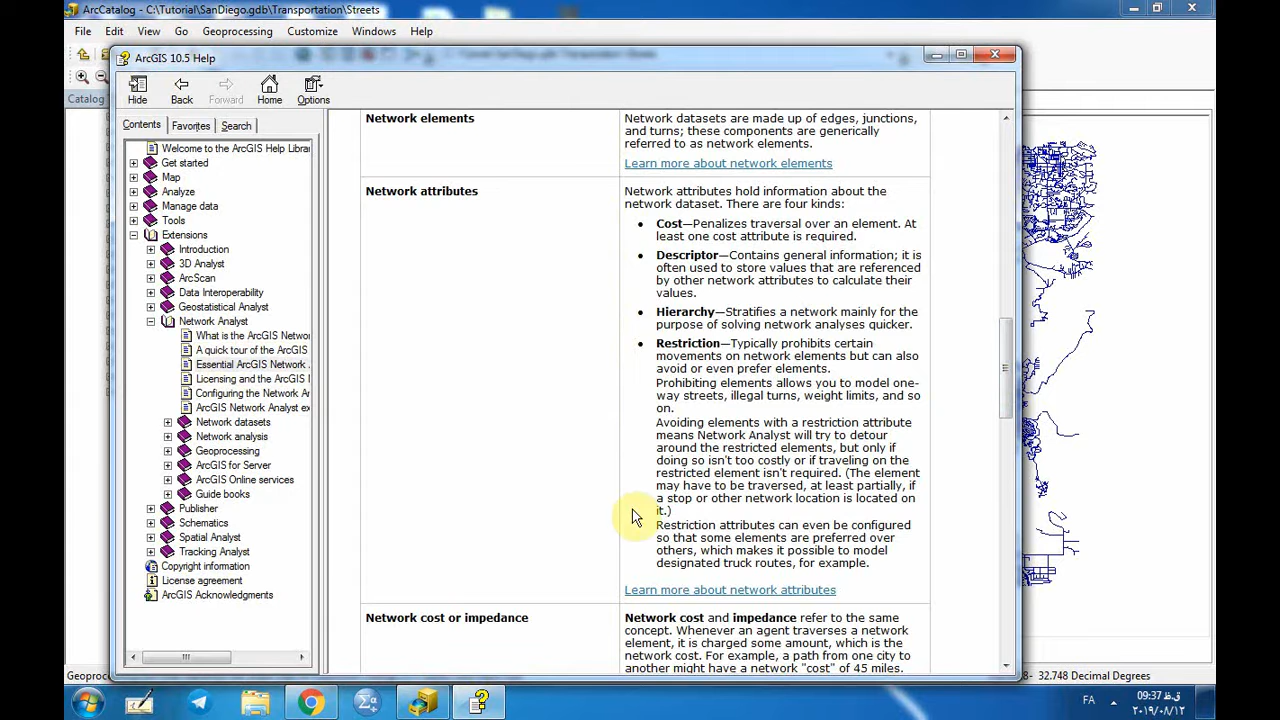 ArcCatalog - C:\Tutorial\SanDiego.gdb\Transportation\Streets
File Edit View Go Geoprocessing Customize Windows Help
ArcGIS 10.5 Help
Hide Back Forward Home Options
Catalog
Contents Favorites Search
Welcome to the ArcGIS Help Librar
Get started
Map
Analyze
Manage data
Tools
Extensions
Introduction
3D Analyst
ArcScan
Data Interoperability
Geostatistical Analyst
Network Analyst
What is the ArcGIS Networ
A quick tour of the ArcGIS
Essential ArcGIS Network
Licensing and the ArcGIS I
Configuring the Network Ar
ArcGIS Network Analyst ex
Network datasets
Network analysis
Geoprocessing
ArcGIS for Server
ArcGIS Online services
Guide books
Publisher
Schematics
Spatial Analyst
Tracking Analyst
Copyright information
License agreement
ArcGIS Acknowledgments
Network elements
Network datasets are made up of edges, junctions,
and turns; these components are generically
referred to as network elements.
Learn more about network elements
Network attributes
Network attributes hold information about the
network dataset. There are four kinds:
• Cost—Penalizes traversal over an element. At
least one cost attribute is required.
• Descriptor—Contains general information; it is
often used to store values that are referenced
by other network attributes to calculate their
values.
• Hierarchy—Stratifies a network mainly for the
purpose of solving network analyses quicker.
• Restriction—Typically prohibits certain
movements on network elements but can also
avoid or even prefer elements.
Prohibiting elements allows you to model one-
way streets, illegal turns, weight limits, and so
on.
Avoiding elements with a restriction attribute
means Network Analyst will try to detour
around the restricted elements, but only if
doing so isn't too costly or if traveling on the
restricted element isn't required. (The element
may have to be traversed, at least partially, if
a stop or other network location is located on
it.)
Restriction attributes can even be configured
so that some elements are preferred over
others, which makes it possible to model
designated truck routes, for example.
Learn more about network attributes
Network cost or impedance
Network cost and impedance refer to the same
concept. Whenever an agent traverses a network
element, it is charged some amount, which is the
network cost. For example, a path from one city to
another might have a network "cost" of 45 miles.
Geoproc
32.748 Decimal Degrees
FA
09:37 ق.ظ
۲۰۱۹/۰۸/۱۲